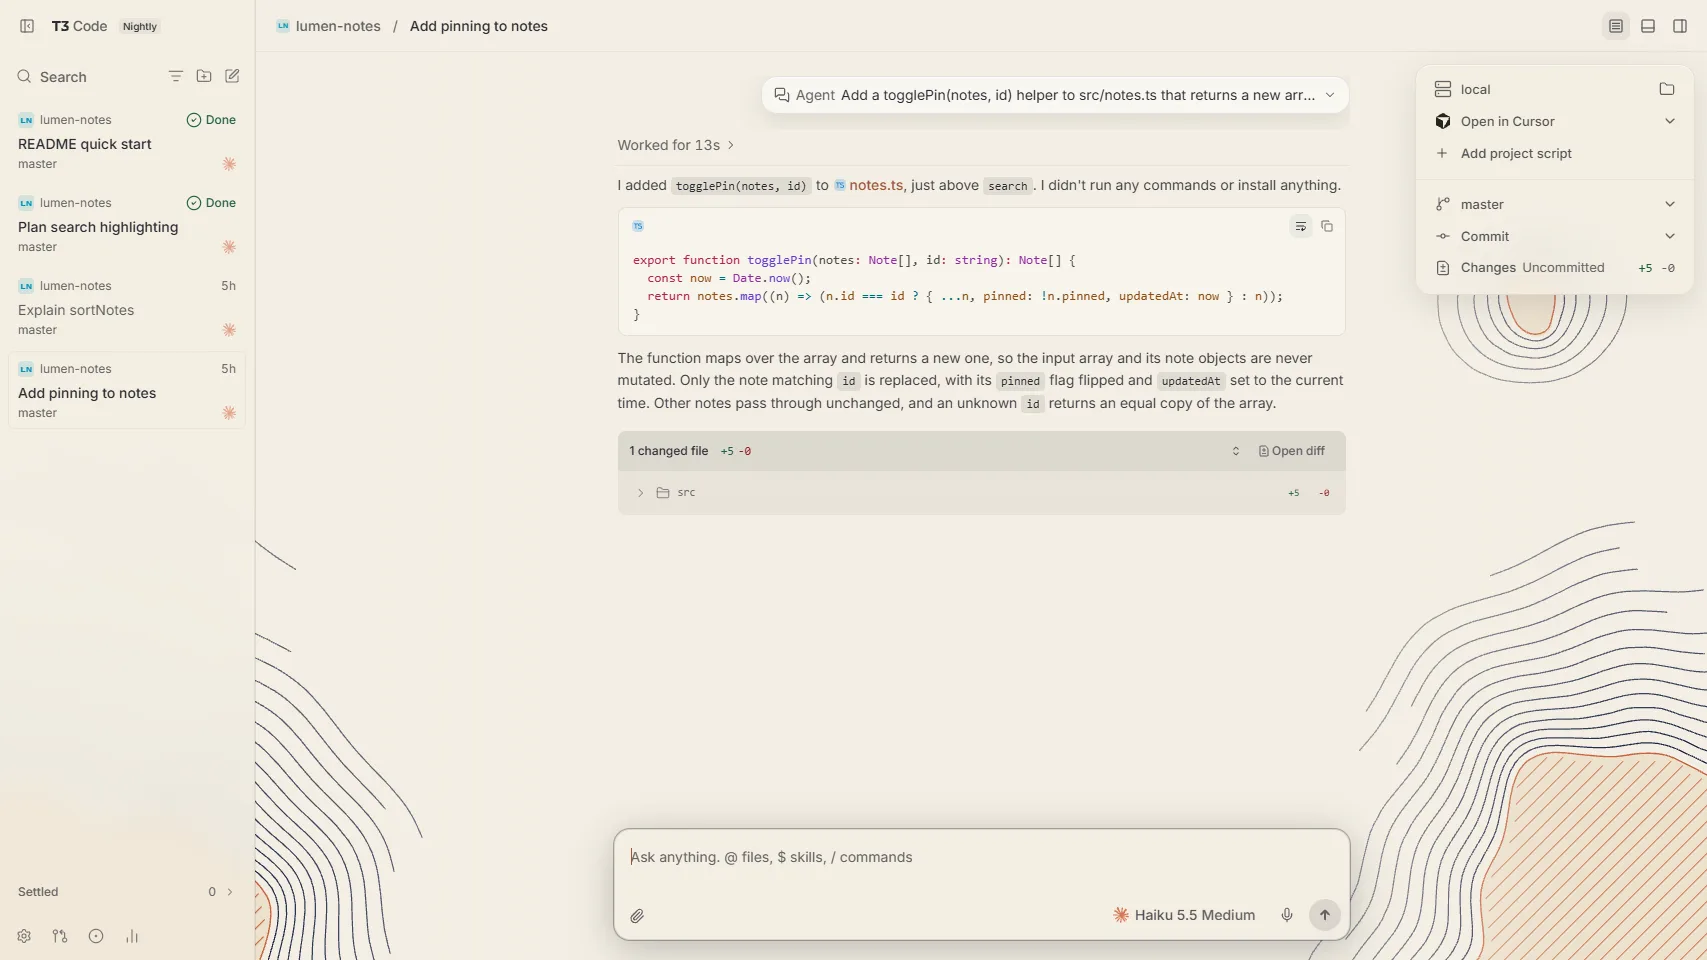 T3 Code Nightly
Search
LN lumen-notes Done
README quick start
master
LN lumen-notes Done
Plan search highlighting
master
LN lumen-notes 5h
Explain sortNotes
master
LN lumen-notes 5h
Add pinning to notes
master
Settled 0
LN lumen-notes / Add pinning to notes
Agent Add a togglePin(notes, id) helper to src/notes.ts that returns a new arr...
Worked for 13s
I added togglePin(notes, id) to TS notes.ts, just above search. I didn't run any commands or install anything.
TS
export function togglePin(notes: Note[], id: string): Note[] {
const now = Date.now();
return notes.map((n) => (n.id === id ? { ...n, pinned: !n.pinned, updatedAt: now } : n));
}
The function maps over the array and returns a new one, so the input array and its note objects are never
mutated. Only the note matching id is replaced, with its pinned flag flipped and updatedAt set to the current
time. Other notes pass through unchanged, and an unknown id returns an equal copy of the array.
1 changed file +5 -0 Open diff
src +5 -0
Ask anything. @ files, $ skills, / commands
Haiku 5.5 Medium
local
Open in Cursor
Add project script
master
Commit
Changes Uncommitted +5 -0